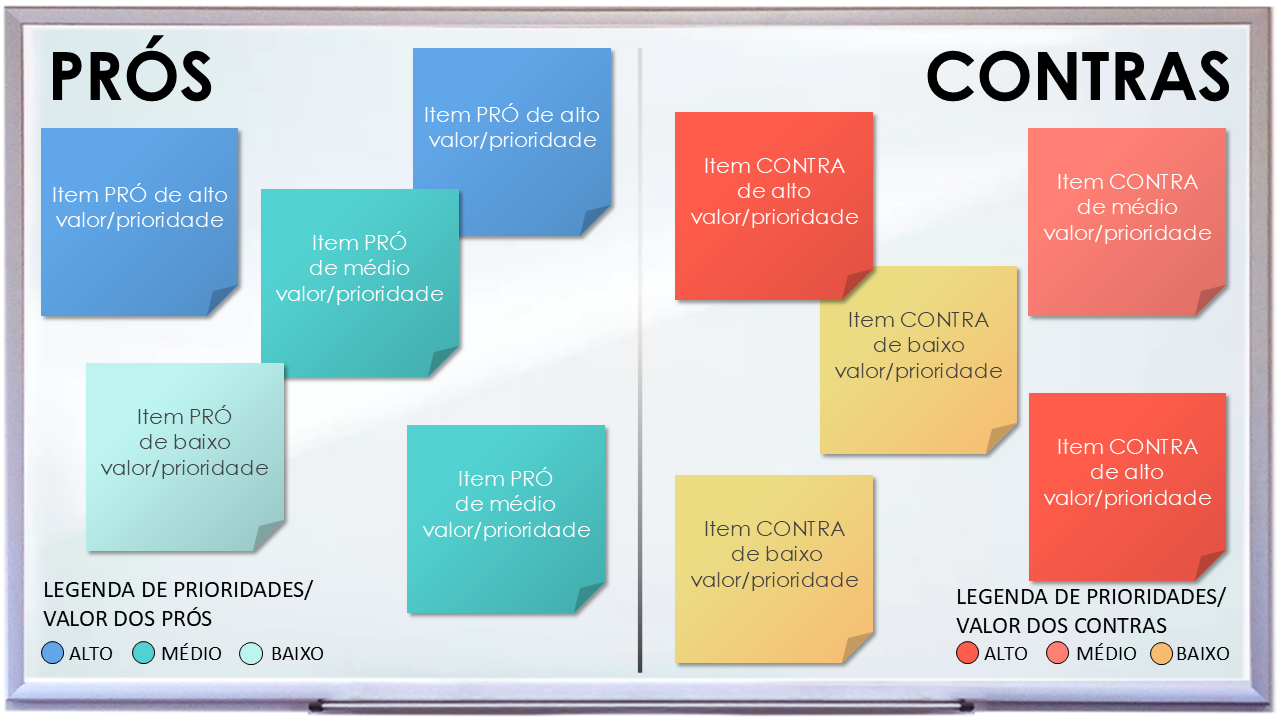 PRÓS
Item PRÓ de alto
valor/prioridade
Item PRÓ de alto
valor/prioridade
Item PRÓ
de médio
valor/prioridade
Item PRÓ
de baixo
valor/prioridade
Item PRÓ
de médio
valor/prioridade
LEGENDA DE PRIORIDADES/
VALOR DOS PRÓS
ALTO MÉDIO BAIXO
CONTRAS
Item CONTRA
de alto
valor/prioridade
Item CONTRA
de médio
valor/prioridade
Item CONTRA
de baixo
valor/prioridade
Item CONTRA
de alto
valor/prioridade
Item CONTRA
de baixo
valor/prioridade
LEGENDA DE PRIORIDADES/
VALOR DOS CONTRAS
ALTO MÉDIO BAIXO